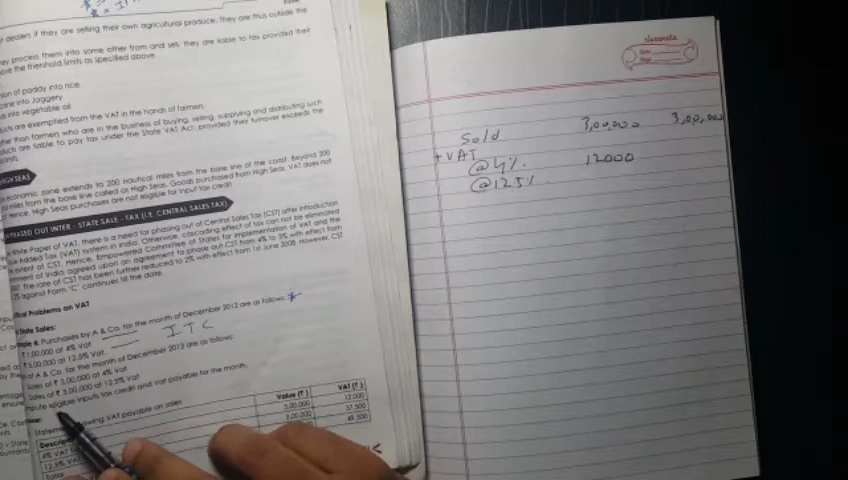 dealers if they are selling their own agricultural produce. They are thus outside the
process them into some other from and sell, they are liable to tax provided their
the threshold limits as specified above.
of paddy into rice
cane into Jaggery
into vegetable oil
are exempted from the VAT in the hands of farmers.
than farmers who are in the business of buying, selling, supplying and distributing such
are liable to pay tax under the State VAT Act, provided their turnover exceeds the
limit.
HIGH SEAS
economic zone extends to 200 nautical miles from the base line of the coast. Beyond 200
miles from the base line called as High Seas. Goods purchased from High Seas, VAT does not
Hence, High Seas purchases are not eligible for input tax credit
PHASED OUT INTER - STATE SALE - TAX (I.E. CENTRAL SALES TAX)
Paper of VAT, there is a need for phasing out of Central Sales Tax (CST) after introduction
Added Tax (VAT) system in India. Otherwise, cascading effect of tax can not be eliminated
of CST. Hence, Empowered Committee of States for implementation of VAT and the
of India agreed upon an agreement to phase out CST from 4% to 3% with effect from
The rate of CST has been further reduced to 2% with effect from 1st June 2008. However, CST
against Form "C" continues till the date.
Problems on VAT
State Sales:
6: Purchases by A & Co. for the month of December 2012 are as follows:
₹1,00,000 at 4% Vat
ITC
₹5,00,000 at 12.5% Vat.
of A & Co. for the month of December 2012 are as follows:
Sales of ₹ 3,00,000 at 4% Vat
Sales of ₹ 3,00,000 at 12.5% Vat
eligible inputs tax credit and Vat payable for the month.
showing VAT payable on sales
Value (₹) VAT (₹)
4% VAT 3,00,000 12,000
12.5% VAT 3,00,000 37,500
Total 49,500
classmate
Date
Page
Sold 3,00,000 3,00,000
+ VAT
@ 4%. 12000
@ 12.5%